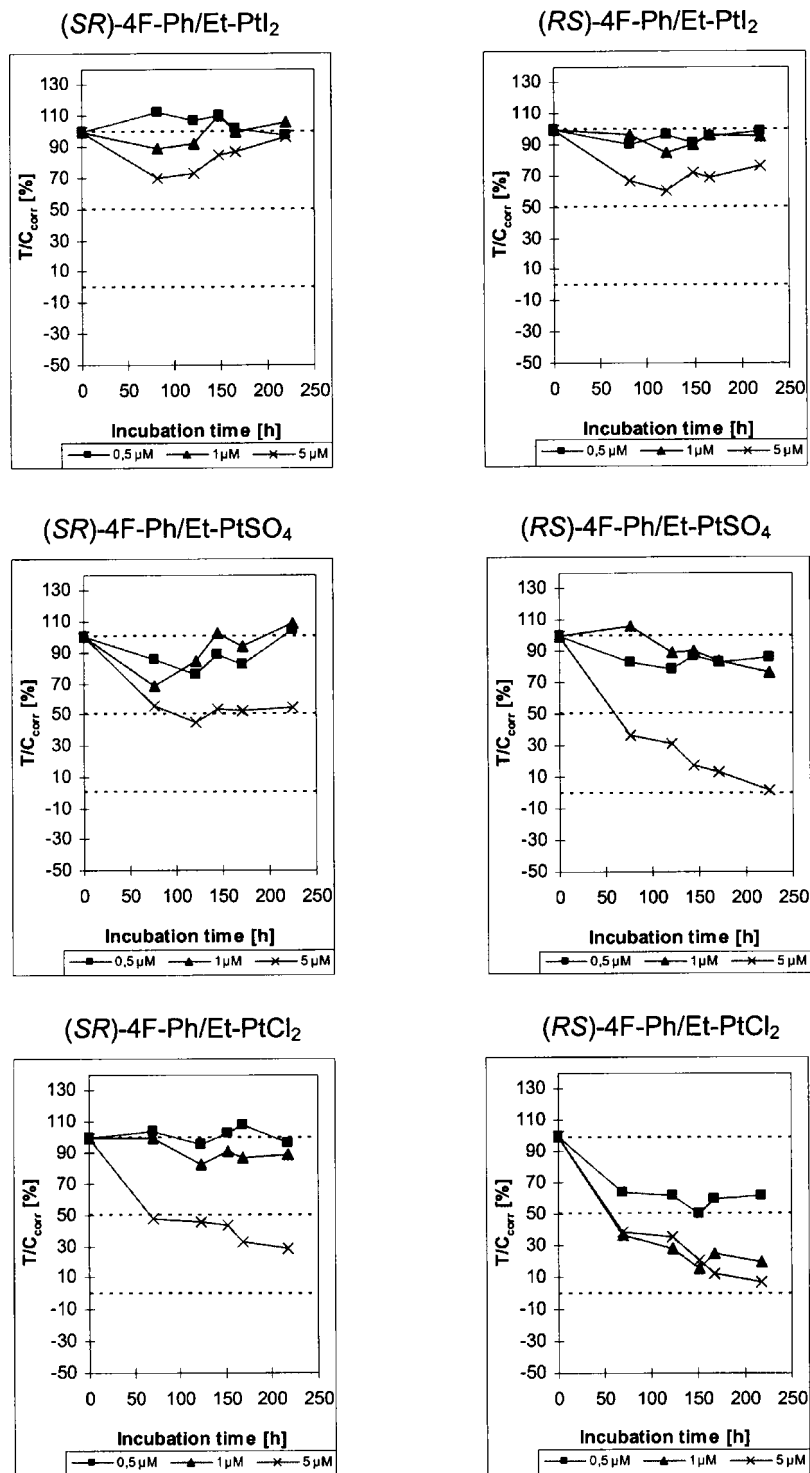 (SR)-4F-Ph/Et-PtI₂
130
110
90
70
50
30
10
-10
-30
-50
T/C_corr [%]
0 50 100 150 200 250
Incubation time [h]
0,5 µM 1µM 5 µM
(RS)-4F-Ph/Et-PtI₂
130
110
90
70
50
30
10
-10
-30
-50
T/C_corr [%]
0 50 100 150 200 250
Incubation time [h]
0,5 µM 1µM 5 µM
(SR)-4F-Ph/Et-PtSO₄
130
110
90
70
50
30
10
-10
-30
-50
T/C_corr [%]
0 50 100 150 200 250
Incubation time [h]
0,5 µM 1µM 5 µM
(RS)-4F-Ph/Et-PtSO₄
130
110
90
70
50
30
10
-10
-30
-50
T/C_corr [%]
0 50 100 150 200 250
Incubation time [h]
0,5 µM 1µM 5 µM
(SR)-4F-Ph/Et-PtCl₂
130
110
90
70
50
30
10
-10
-30
-50
T/C_corr [%]
0 50 100 150 200 250
Incubation time [h]
0,5 µM 1µM 5 µM
(RS)-4F-Ph/Et-PtCl₂
130
110
90
70
50
30
10
-10
-30
-50
T/C_corr [%]
0 50 100 150 200 250
Incubation time [h]
0,5 µM 1µM 5 µM